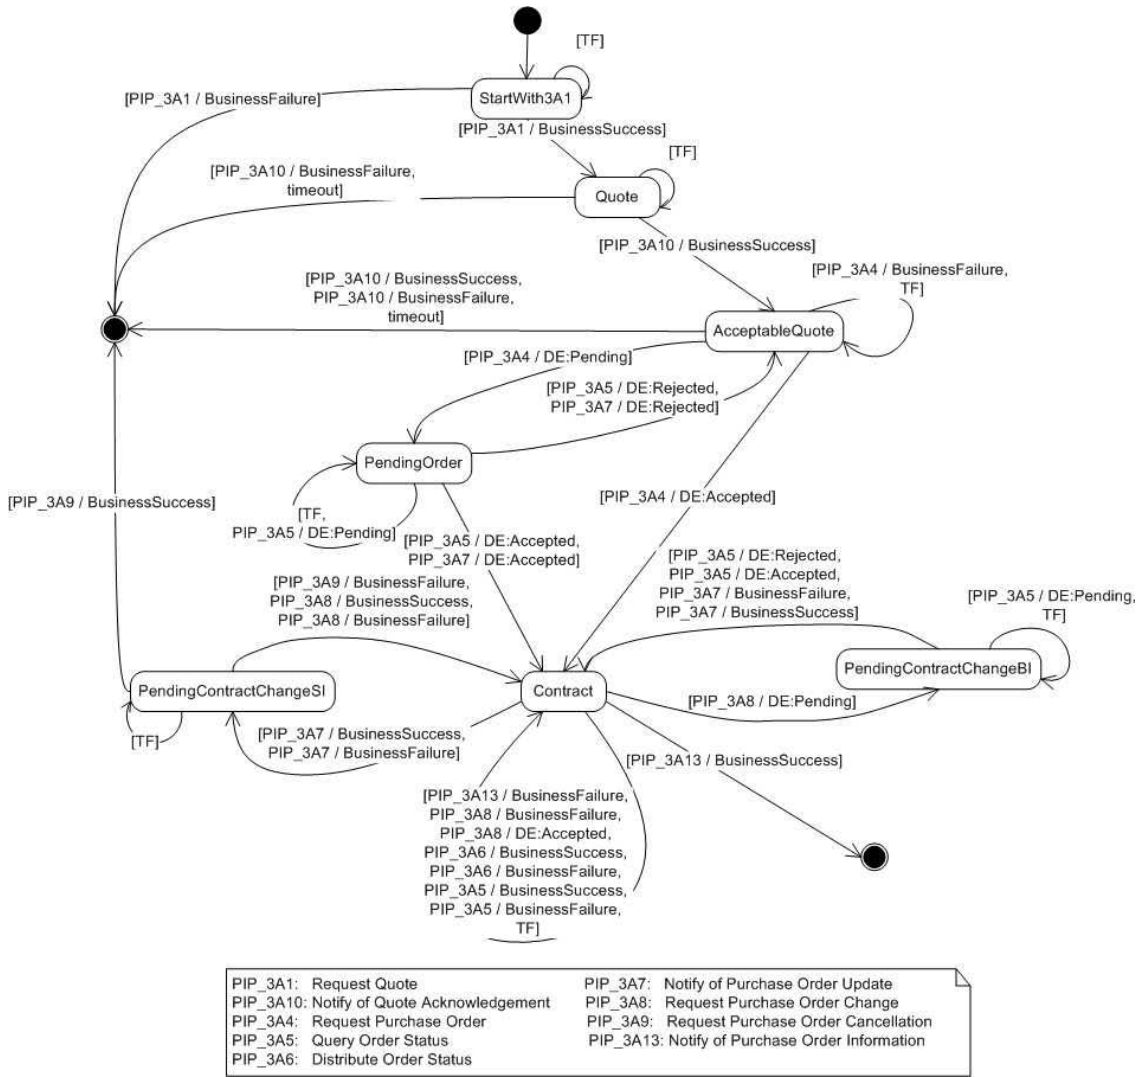 [TF]
[PIP_3A1 / BusinessFailure]
StartWith3A1
[PIP_3A1 / BusinessSuccess]
[TF]
[PIP_3A10 / BusinessFailure,
timeout]
Quote
[PIP_3A10 / BusinessSuccess]
[PIP_3A10 / BusinessSuccess,
PIP_3A10 / BusinessFailure,
timeout]
[PIP_3A4 / BusinessFailure,
TF]
AcceptableQuote
[PIP_3A4 / DE:Pending]
[PIP_3A5 / DE:Rejected,
PIP_3A7 / DE:Rejected]
PendingOrder
[PIP_3A9 / BusinessSuccess]
[PIP_3A4 / DE:Accepted]
[TF,
PIP_3A5 / DE:Pending]
[PIP_3A5 / DE:Accepted,
PIP_3A7 / DE:Accepted]
[PIP_3A5 / DE:Rejected,
PIP_3A5 / DE:Accepted,
PIP_3A7 / BusinessFailure,
PIP_3A7 / BusinessSuccess]
[PIP_3A9 / BusinessFailure,
PIP_3A8 / BusinessSuccess,
PIP_3A8 / BusinessFailure]
[PIP_3A5 / DE:Pending,
TF]
PendingContractChangeSI
Contract
PendingContractChangeBI
[PIP_3A8 / DE:Pending]
[TF]
[PIP_3A7 / BusinessSuccess,
PIP_3A7 / BusinessFailure]
[PIP_3A13 / BusinessSuccess]
[PIP_3A13 / BusinessFailure,
PIP_3A8 / BusinessFailure,
PIP_3A8 / DE:Accepted,
PIP_3A6 / BusinessSuccess,
PIP_3A6 / BusinessFailure,
PIP_3A5 / BusinessSuccess,
PIP_3A5 / BusinessFailure,
TF]
PIP_3A1: Request Quote
PIP_3A10: Notify of Quote Acknowledgement
PIP_3A4: Request Purchase Order
PIP_3A5: Query Order Status
PIP_3A6: Distribute Order Status
PIP_3A7: Notify of Purchase Order Update
PIP_3A8: Request Purchase Order Change
PIP_3A9: Request Purchase Order Cancellation
PIP_3A13: Notify of Purchase Order Information